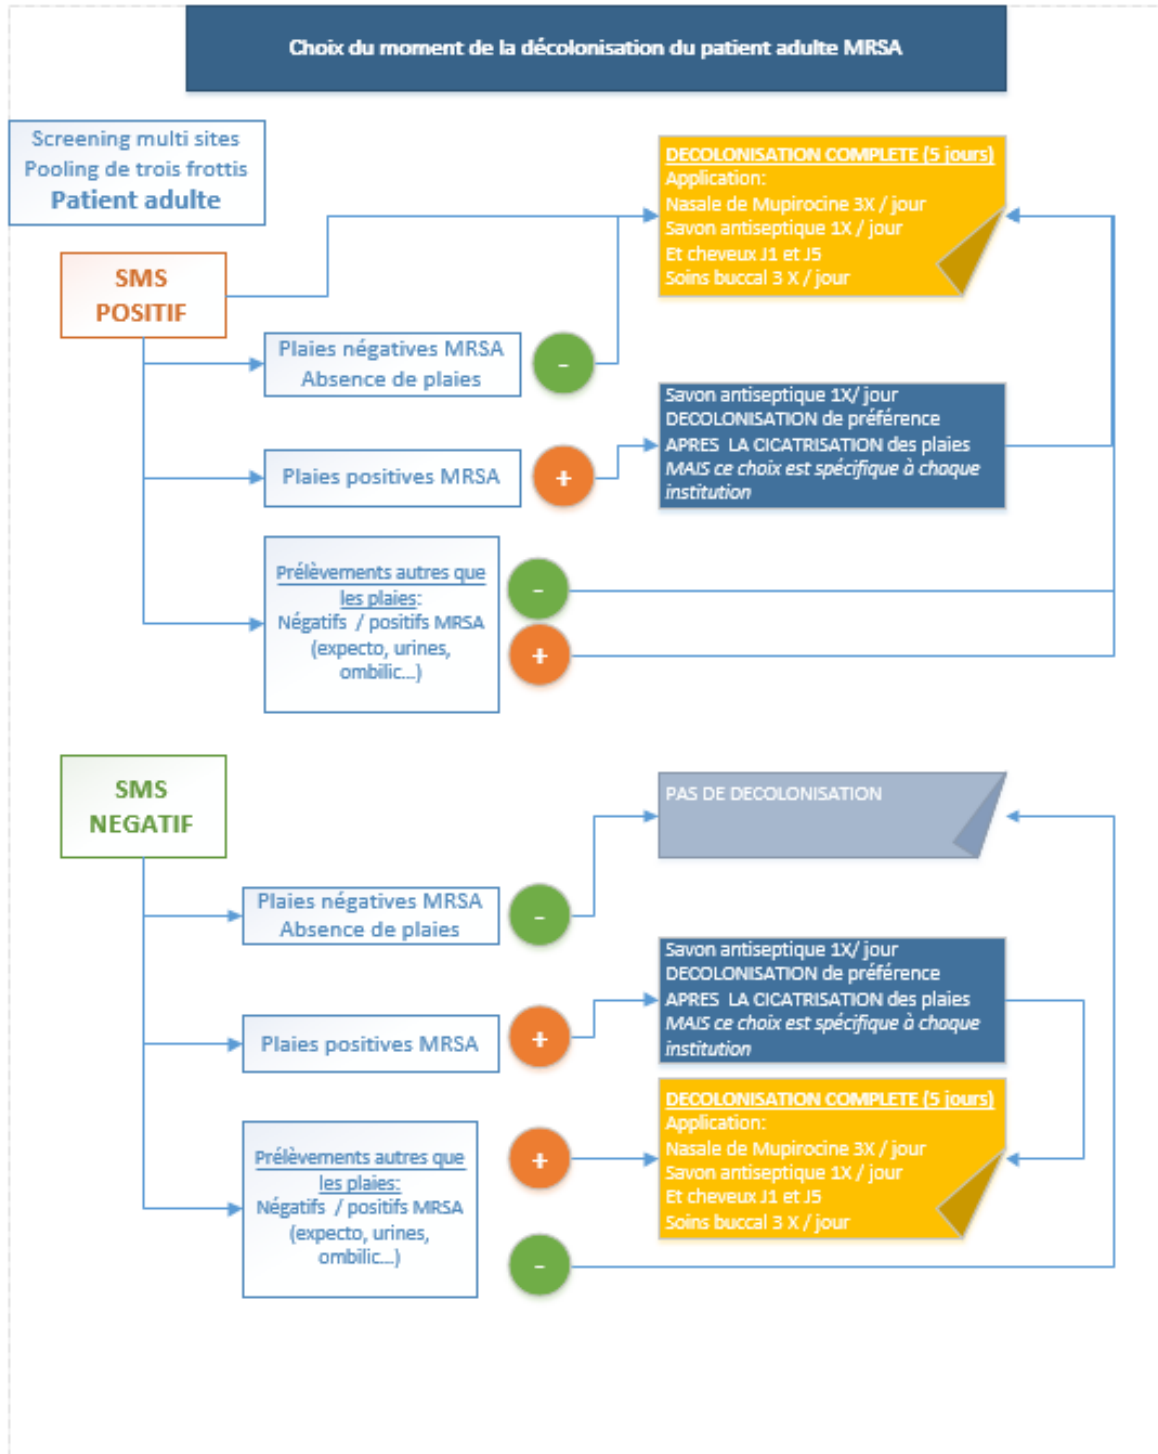 Choix du moment de la décolonisation du patient adulte MRSA
Screening multi sites
Pooling de trois frottis
Patient adulte
DECOLONISATION COMPLETE (5 jours)
Application:
Nasale de Mupirocine 3X / jour
Savon antiseptique 1X / jour
Et cheveux J1 et J5
Soins buccal 3 X / jour
SMS
POSITIF
Plaies négatives MRSA
Absence de plaies
-
Savon antiseptique 1X/ jour
DECOLONISATION de préférence
APRES LA CICATRISATION des plaies
MAIS ce choix est spécifique à chaque
institution
Plaies positives MRSA
+
Prélèvements autres que
les plaies:
Négatifs / positifs MRSA
(expecto, urines,
ombilic...)
-
+
SMS
NEGATIF
PAS DE DECOLONISATION
Plaies négatives MRSA
Absence de plaies
-
Savon antiseptique 1X/ jour
DECOLONISATION de préférence
APRES LA CICATRISATION des plaies
MAIS ce choix est spécifique à chaque
institution
Plaies positives MRSA
+
DECOLONISATION COMPLETE (5 jours)
Application:
Nasale de Mupirocine 3X / jour
Savon antiseptique 1X / jour
Et cheveux J1 et J5
Soins buccal 3 X / jour
Prélèvements autres que
les plaies:
Négatifs / positifs MRSA
(expecto, urines,
ombilic...)
+
-